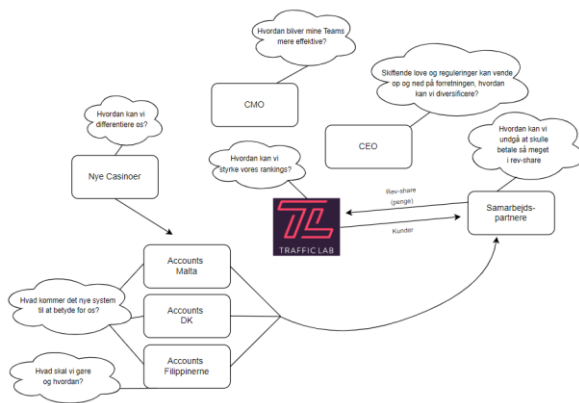 Hvordan bliver mine Teams
mere effektive?
CMO
Skiftende love og reguleringer kan vende
op og ned på forretningen, hvordan
kan vi diversificere?
CEO
Hvordan kan vi
differentiere os?
Nye Casinoer
Hvordan kan vi
styrke vores rankings?
Hvordan kan vi
undgå at skulle
betale så meget
i rev-share
TRAFFIC LAB
Rev-share
(penge)
Kunder
Samarbejds-
partnere
Accounts
Malta
Accounts
DK
Accounts
Filippinerne
Hvad kommer det nye system
til at betyde for os?
Hvad skal vi gøre
og hvordan?